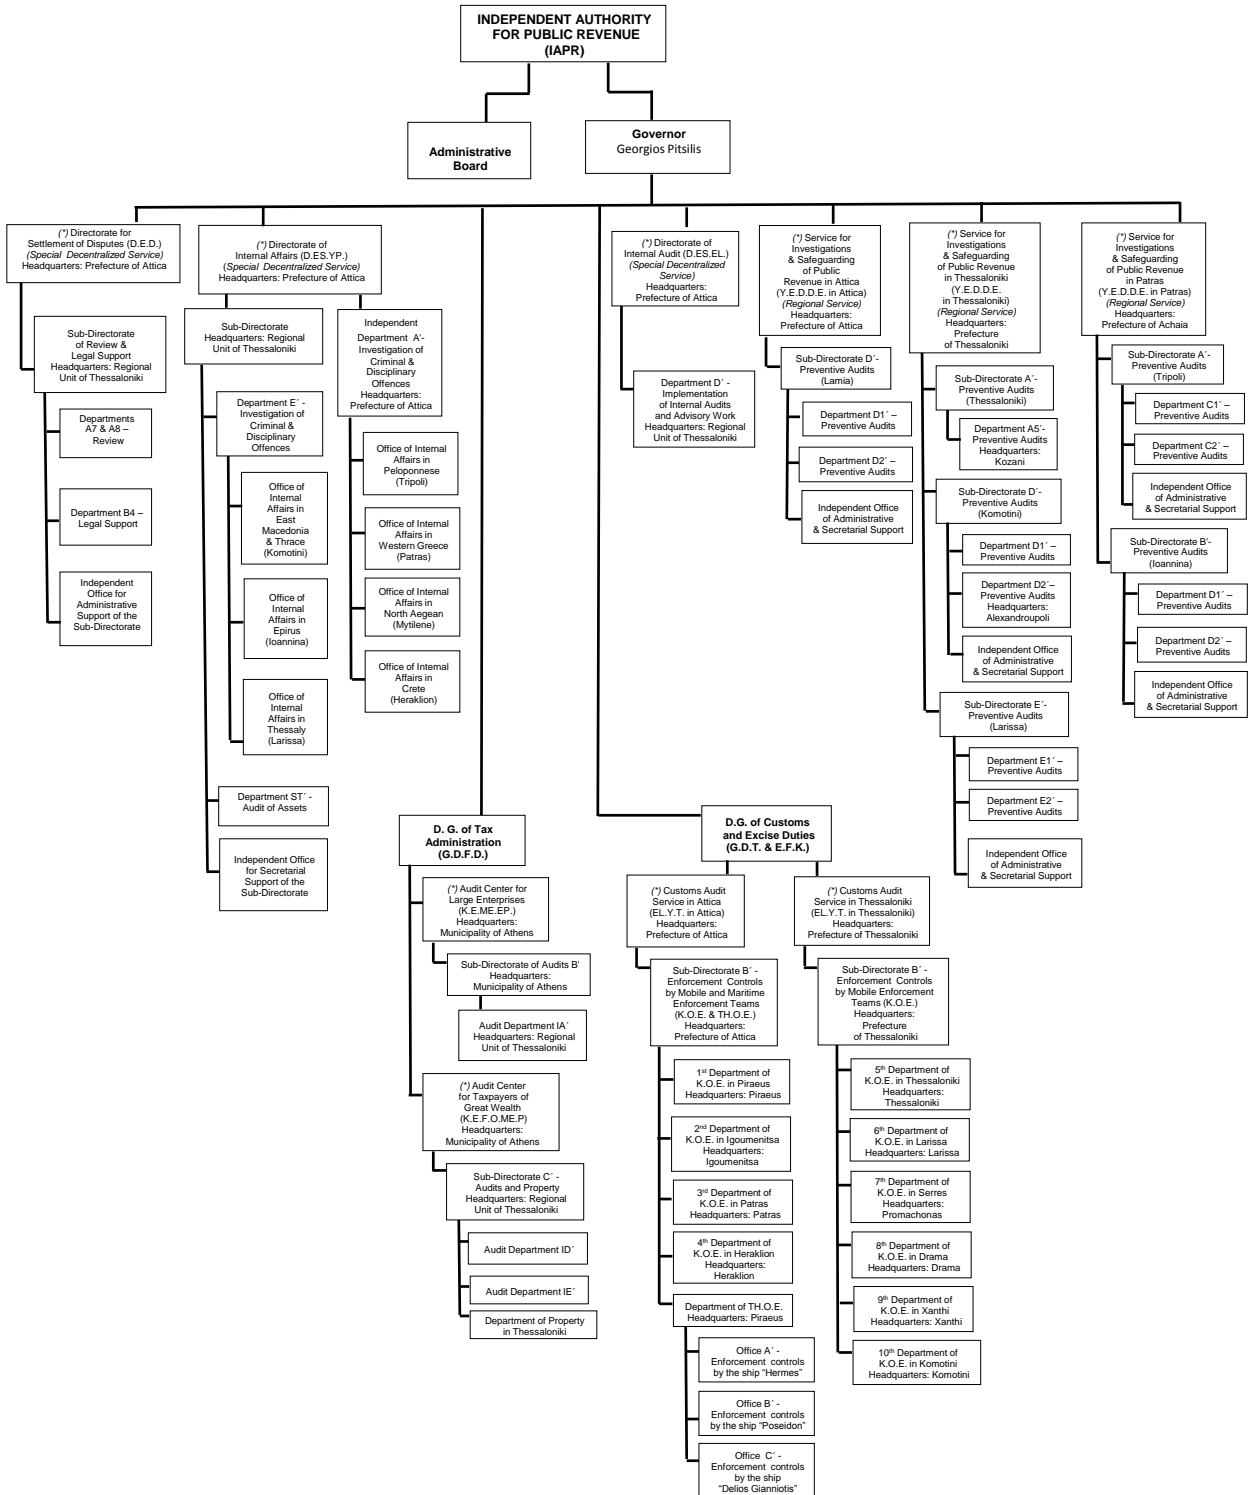 INDEPENDENT AUTHORITY
FOR PUBLIC REVENUE
(IAPR)
Administrative
Board
Governor
Georgios Pitsilis
(*) Directorate for
Settlement of Disputes (D.E.D.)
(Special Decentralized Service)
Headquarters: Prefecture of Attica
Sub-Directorate
of Review &
Legal Support
Headquarters: Regional
Unit of Thessaloniki
Departments
A7 & A8 –
Review
Department B4 –
Legal Support
Independent
Office for
Administrative
Support of the
Sub-Directorate
(*) Directorate of
Internal Affairs (D.ES.YP.)
(Special Decentralized Service)
Headquarters: Prefecture of Attica
Sub-Directorate
Headquarters: Regional
Unit of Thessaloniki
Department E´ -
Investigation of
Criminal &
Disciplinary
Offences
Office of
Internal
Affairs in
East
Macedonia
& Thrace
(Komotini)
Office of
Internal
Affairs in
Epirus
(Ioannina)
Office of
Internal
Affairs in
Thessaly
(Larissa)
Department ST´ -
Audit of Assets
Independent Office
for Secretarial
Support of the
Sub-Directorate
Independent
Department A´-
Investigation of
Criminal &
Disciplinary
Offences
Headquarters:
Prefecture of Attica
Office of Internal
Affairs in
Peloponnese
(Tripoli)
Office of Internal
Affairs in
Western Greece
(Patras)
Office of Internal
Affairs in
North Aegean
(Mytilene)
Office of Internal
Affairs in
Crete
(Heraklion)
(*) Directorate of
Internal Audit (D.ES.EL.)
(Special Decentralized
Service)
Headquarters:
Prefecture of Attica
Department D´ -
Implementation
of Internal Audits
and Advisory Work
Headquarters: Regional
Unit of Thessaloniki
(*) Service for
Investigations
& Safeguarding
of Public
Revenue in Attica
(Y.E.D.D.E. in Attica)
(Regional Service)
Headquarters:
Prefecture of Attica
Sub-Directorate D´-
Preventive Audits
(Lamia)
Department D1´ –
Preventive Audits
Department D2´ –
Preventive Audits
Independent Office
of Administrative
& Secretarial Support
(*) Service for
Investigations
& Safeguarding
of Public Revenue
in Thessaloniki
(Y.E.D.D.E.
in Thessaloniki)
(Regional Service)
Headquarters:
Prefecture
of Thessaloniki
Sub-Directorate A´-
Preventive Audits
(Thessaloniki)
Department A5´-
Preventive Audits
Headquarters:
Kozani
Sub-Directorate D´-
Preventive Audits
(Komotini)
Department D1´ –
Preventive Audits
Department D2´–
Preventive Audits
Headquarters:
Alexandroupoli
Independent Office
of Administrative
& Secretarial Support
Sub-Directorate E´-
Preventive Audits
(Larissa)
Department E1´ –
Preventive Audits
Department E2´ –
Preventive Audits
Independent Office
of Administrative
& Secretarial Support
(*) Service for
Investigations
& Safeguarding
of Public Revenue
in Patras
(Y.E.D.D.E. in Patras)
(Regional Service)
Headquarters:
Prefecture of Achaia
Sub-Directorate A´-
Preventive Audits
(Tripoli)
Department C1´ –
Preventive Audits
Department C2´ –
Preventive Audits
Independent Office
of Administrative
& Secretarial Support
Sub-Directorate B'-
Preventive Audits
(Ioannina)
Department D1´ –
Preventive Audits
Department D2´ –
Preventive Audits
Independent Office
of Administrative
& Secretarial Support
D. G. of Tax
Administration
(G.D.F.D.)
(*) Audit Center for
Large Enterprises
(K.E.ME.EP.)
Headquarters:
Municipality of Athens
Sub-Directorate of Audits B'
Headquarters:
Municipality of Athens
Audit Department IA´
Headquarters: Regional
Unit of Thessaloniki
(*) Audit Center
for Taxpayers of
Great Wealth
(K.E.F.O.ME.P)
Headquarters:
Municipality of Athens
Sub-Directorate C´ -
Audits and Property
Headquarters: Regional
Unit of Thessaloniki
Audit Department ID´
Audit Department IE´
Department of Property
in Thessaloniki
D.G. of Customs
and Excise Duties
(G.D.T. & E.F.K.)
(*) Customs Audit
Service in Attica
(EL.Y.T. in Attica)
Headquarters:
Prefecture of Attica
Sub-Directorate B´ -
Enforcement Controls
by Mobile and Maritime
Enforcement Teams
(K.O.E. & TH.O.E.)
Headquarters:
Prefecture of Attica
1st Department of
K.O.E. in Piraeus
Headquarters: Piraeus
2nd Department of
K.O.E. in Igoumenitsa
Headquarters:
Igoumenitsa
3rd Department of
K.O.E. in Patras
Headquarters: Patras
4th Department of
K.O.E. in Heraklion
Headquarters:
Heraklion
Department of TH.O.E.
Headquarters: Piraeus
Office A´ -
Enforcement controls
by the ship "Hermes"
Office B´ -
Enforcement controls
by the ship "Poseidon"
Office C´ -
Enforcement controls
by the ship
"Delios Gianniotis"
(*) Customs Audit
Service in Thessaloniki
(EL.Y.T. in Thessaloniki)
Headquarters:
Prefecture of Thessaloniki
Sub-Directorate B´ -
Enforcement Controls
by Mobile Enforcement
Teams (K.O.E.)
Headquarters:
Prefecture
of Thessaloniki
5th Department of
K.O.E. in Thessaloniki
Headquarters:
Thessaloniki
6th Department of
K.O.E. in Larissa
Headquarters: Larissa
7th Department of
K.O.E. in Serres
Headquarters:
Promachonas
8th Department of
K.O.E. in Drama
Headquarters: Drama
9th Department of
K.O.E. in Xanthi
Headquarters: Xanthi
10th Department of
K.O.E. in Komotini
Headquarters: Komotini